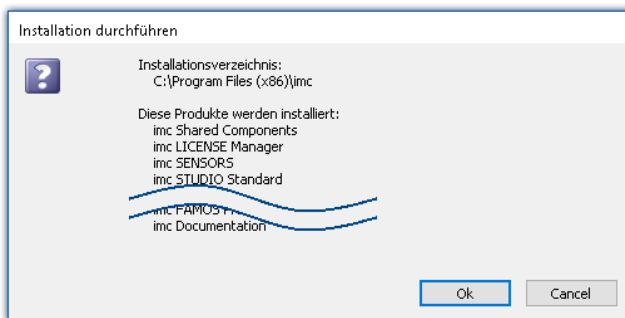 Installation durchführen
Installationsverzeichnis:
C:\Program Files (x86)\imc
Diese Produkte werden installiert:
imc Shared Components
imc LICENSE Manager
imc SENSORS
imc STUDIO Standard
imc FAMOS
imc Documentation
Ok
Cancel